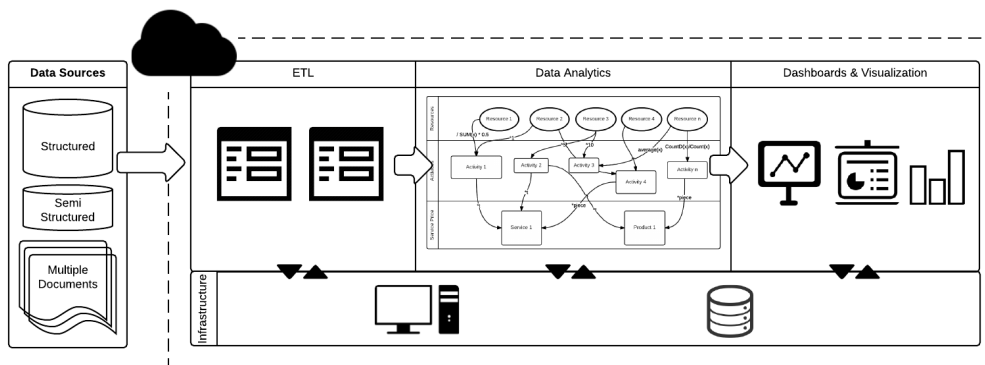 Data Sources
Structured
Semi
Structured
Multiple
Documents
ETL
Data Analytics
Dashboards & Visualization
Resources
Resource 1
Resource 2
Resource 3
Resource 4
Resource n
/ SUM(x) * 0.5
*10
average(x)
CountD(x)/Count(x)
Activity 1
Activity 2
Activity 3
Activity 4
Activity n
*piece
*piece
Service 1
Product 1
Infrastructure